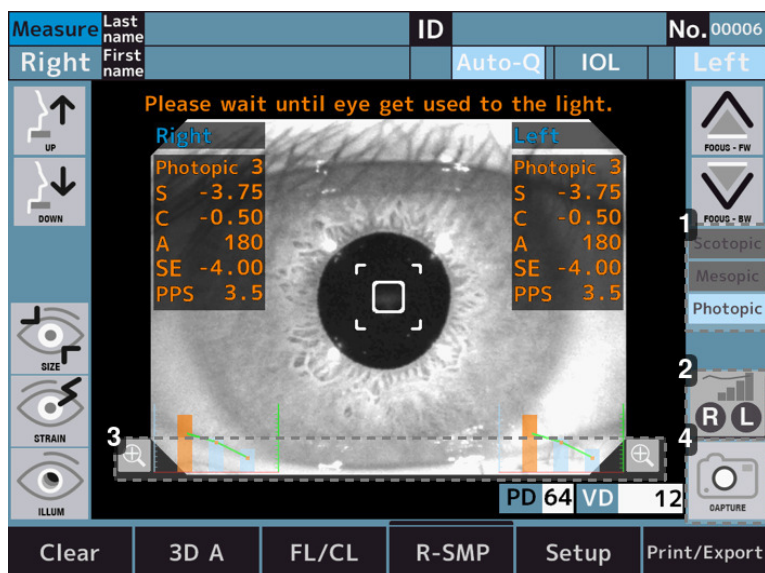 Measure Last name ID No. 00006
Right First name Auto-Q IOL Left
Please wait until eye get used to the light.
UP
DOWN
SIZE
STRAIN
ILLUM
Right
Photopic 3
S -3.75
C -0.50
A 180
SE -4.00
PPS 3.5
Left
Photopic 3
S -3.75
C -0.50
A 180
SE -4.00
PPS 3.5
FOOUS - FW
FOOUS - BW
1
Scotopic
Mesopic
Photopic
2
R L
3
4
CAPTURE
PD 64 VD 12
Clear 3D A FL/CL R-SMP Setup Print/Export